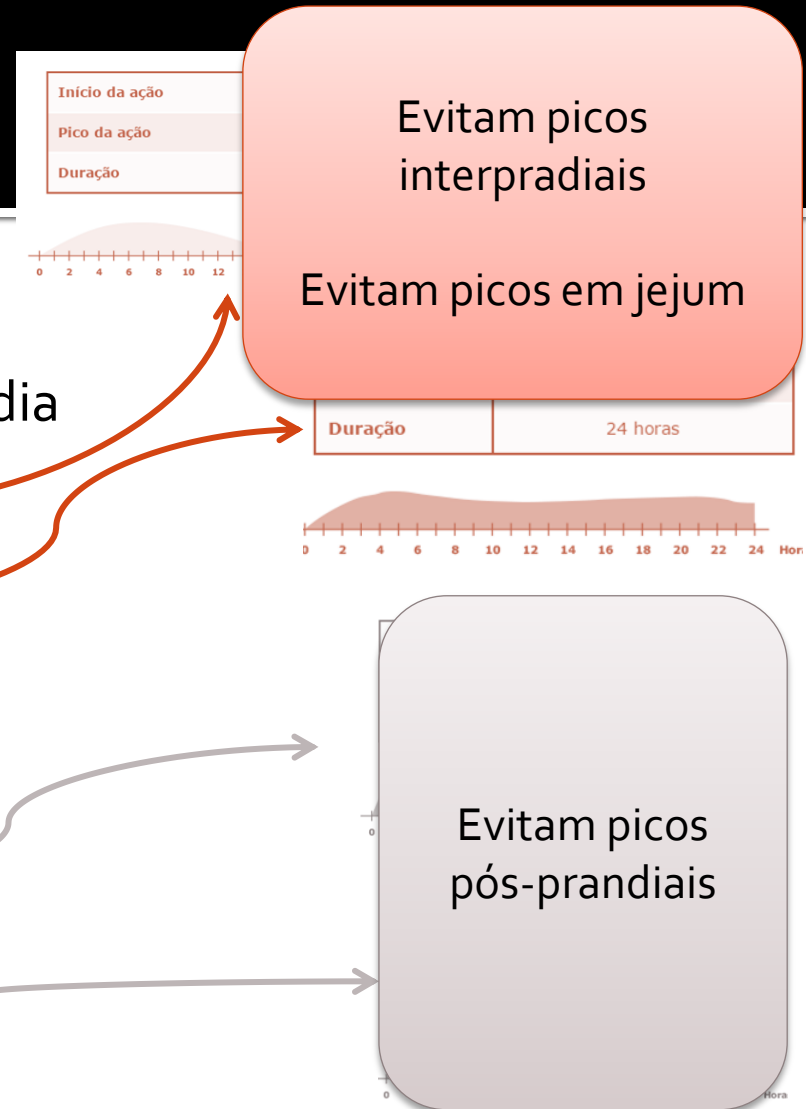 Início da ação
Pico da ação
Duração
0 2 4 6 8 10 12
Evitam picos
interpradiais
Evitam picos em jejum
dia
Duração 24 horas
0 2 4 6 8 10 12 14 16 18 20 22 24
0
Evitam picos
pós-prandiais
0 Hora